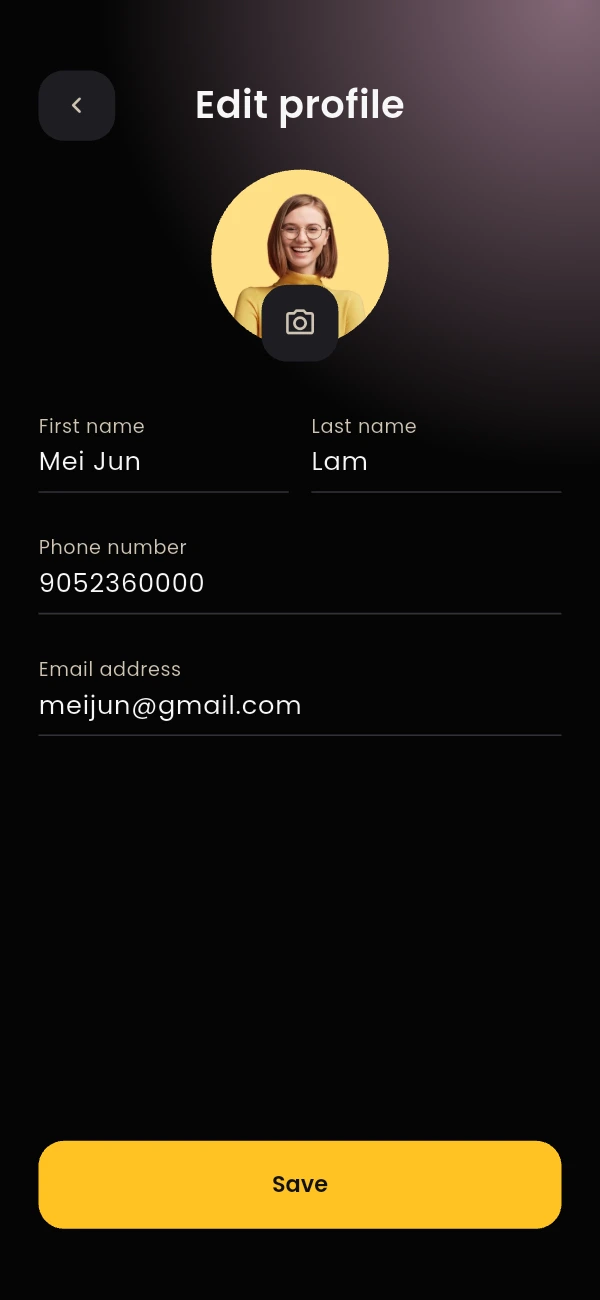 Edit profile
First name
Last name
Mei Jun
Lam
Phone number
9052360000
Email address
meijun@gmail.com
Save